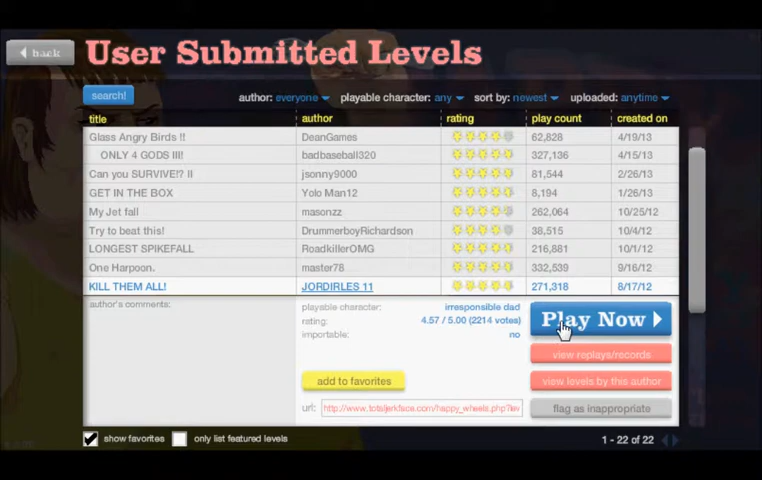 back
User Submitted Levels
search! author: everyone playable character: any sort by: newest uploaded: anytime
title author rating play count created on
Glass Angry Birds !! DeanGames 62,828 4/19/13
ONLY 4 GODS III! badbaseball320 327,136 4/15/13
Can you SURVIVE!? II jsonny9000 81,544 2/26/13
GET IN THE BOX Yolo Man12 8,194 1/26/13
My Jet fall masonzz 262,064 10/25/12
Try to beat this! DrummerboyRichardson 38,515 10/4/12
LONGEST SPIKEFALL RoadkillerOMG 216,881 10/1/12
One Harpoon. master78 332,539 9/16/12
KILL THEM ALL! JORDIRLES 11 271,318 8/17/12
author's comments: playable character: irresponsible dad
rating: 4.57 / 5.00 (2214 votes)
importable: no
Play Now
view replays/records
add to favorites view levels by this author
url: http://www.totaljerkface.com/happy_wheels.php?lev flag as inappropriate
show favorites only list featured levels 1 - 22 of 22